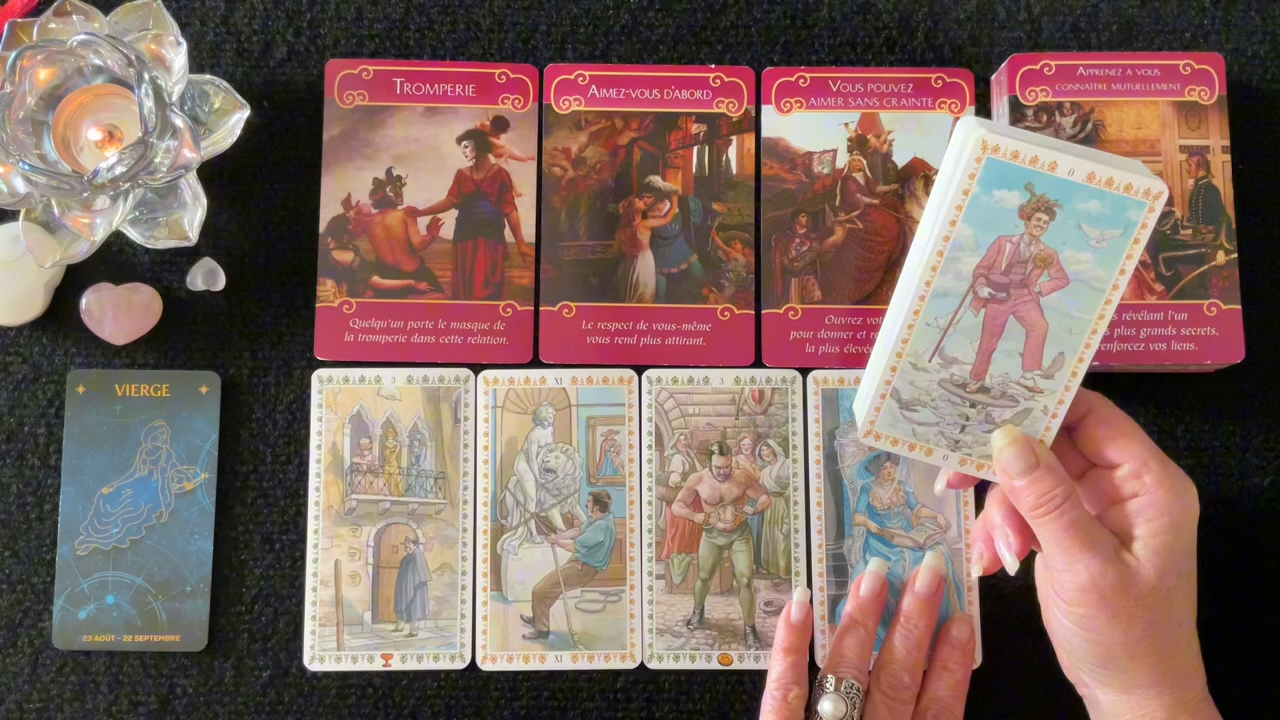 TROMPERIE
Quelqu'un porte le masque de
la tromperie dans cette relation.
AIMEZ-VOUS D'ABORD
Le respect de vous-même
vous rend plus attirant.
VOUS POUVEZ
AIMER SANS CRAINTE
Ouvrez
pour donner et
la plus
APPRENEZ A VOUS
CONNAÎTRE MUTUELLEMENT
révélant l'un
plus grands secrets,
renforcez vos liens.
0
0
VIERGE
23 AOÛT - 22 SEPTEMBRE
3
XI
XI
3